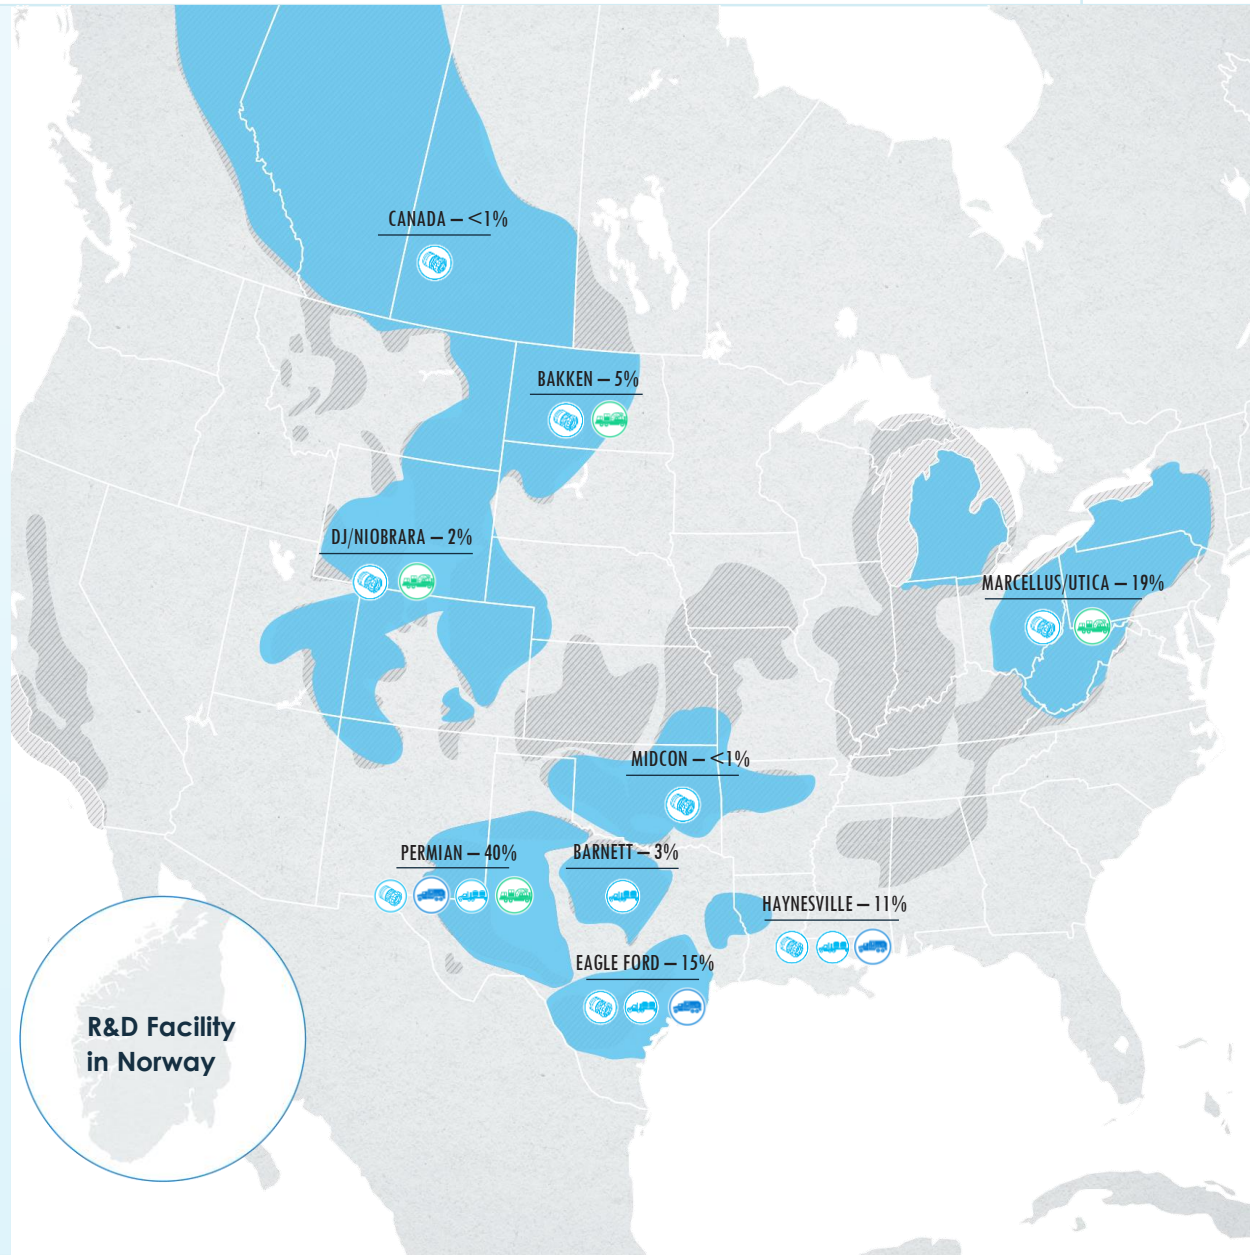 CANADA – <1%
BAKKEN – 5%
DJ/NIOBRARA – 2%
MARCELLUS/UTICA – 19%
MIDCON – <1%
PERMIAN – 40%
BARNETT – 3%
HAYNESVILLE – 11%
EAGLE FORD – 15%
R&D Facility
in Norway